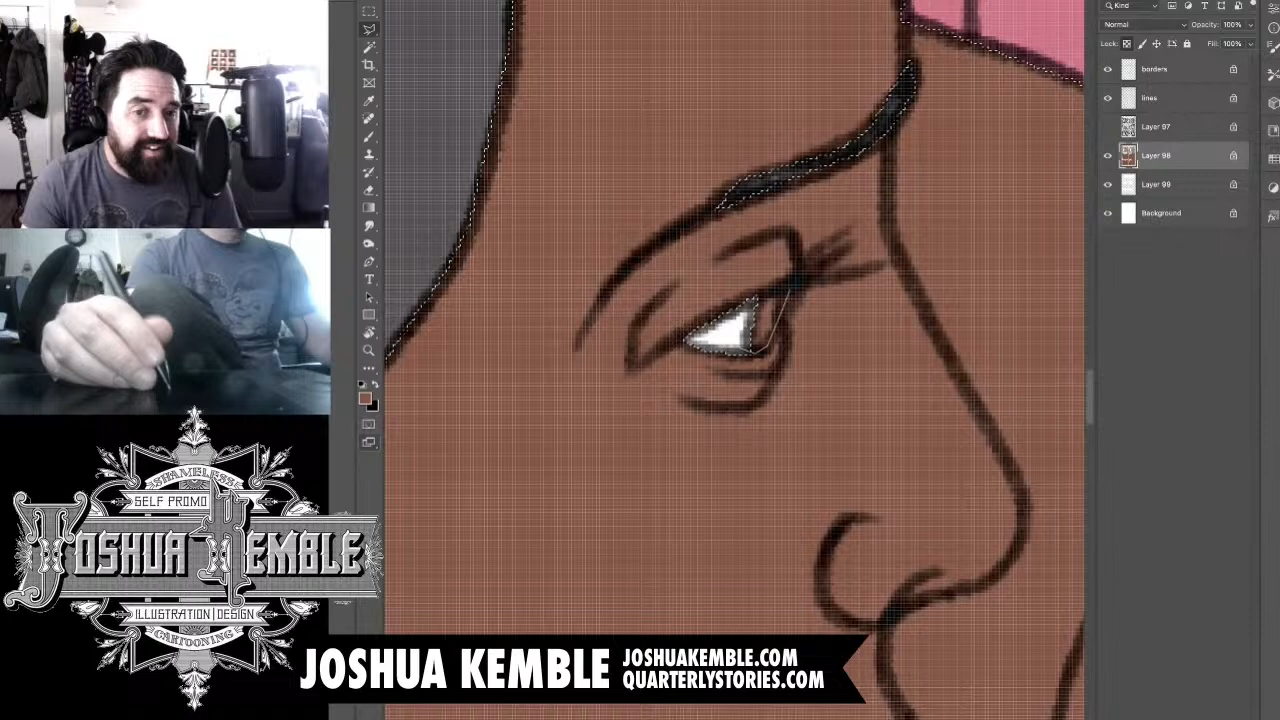 Kind
Normal
Opacity: 100%
Lock:
Fill: 100%
borders
lines
Layer 97
Layer 98
Layer 99
Background
SHAMELESS
SELF PROMO
JOSHUA KEMBLE
ILLUSTRATION|DESIGN
CARTOONING
JOSHUA KEMBLE
JOSHUAKEMBLE.COM
QUARTERLYSTORIES.COM